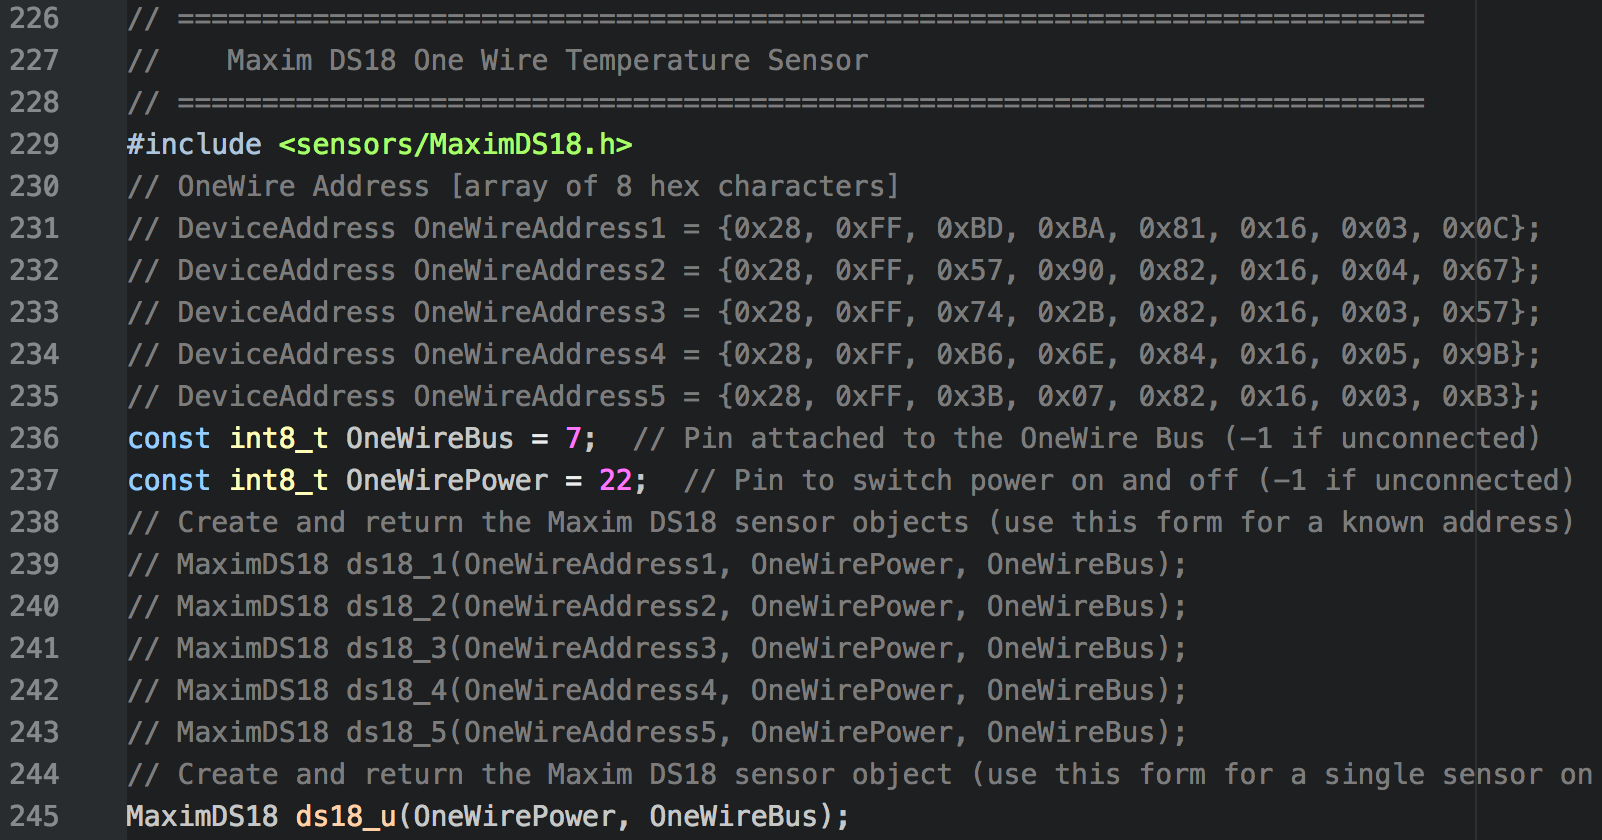 226 // ==========================================================================
227 //    Maxim DS18 One Wire Temperature Sensor
228 // ==========================================================================
229 #include <sensors/MaximDS18.h>
230 // OneWire Address [array of 8 hex characters]
231 // DeviceAddress OneWireAddress1 = {0x28, 0xFF, 0xBD, 0xBA, 0x81, 0x16, 0x03, 0x0C};
232 // DeviceAddress OneWireAddress2 = {0x28, 0xFF, 0x57, 0x90, 0x82, 0x16, 0x04, 0x67};
233 // DeviceAddress OneWireAddress3 = {0x28, 0xFF, 0x74, 0x2B, 0x82, 0x16, 0x03, 0x57};
234 // DeviceAddress OneWireAddress4 = {0x28, 0xFF, 0xB6, 0x6E, 0x84, 0x16, 0x05, 0x9B};
235 // DeviceAddress OneWireAddress5 = {0x28, 0xFF, 0x3B, 0x07, 0x82, 0x16, 0x03, 0xB3};
236 const int8_t OneWireBus = 7;  // Pin attached to the OneWire Bus (-1 if unconnected)
237 const int8_t OneWirePower = 22;  // Pin to switch power on and off (-1 if unconnected)
238 // Create and return the Maxim DS18 sensor objects (use this form for a known address)
239 // MaximDS18 ds18_1(OneWireAddress1, OneWirePower, OneWireBus);
240 // MaximDS18 ds18_2(OneWireAddress2, OneWirePower, OneWireBus);
241 // MaximDS18 ds18_3(OneWireAddress3, OneWirePower, OneWireBus);
242 // MaximDS18 ds18_4(OneWireAddress4, OneWirePower, OneWireBus);
243 // MaximDS18 ds18_5(OneWireAddress5, OneWirePower, OneWireBus);
244 // Create and return the Maxim DS18 sensor object (use this form for a single sensor on
245 MaximDS18 ds18_u(OneWirePower, OneWireBus);